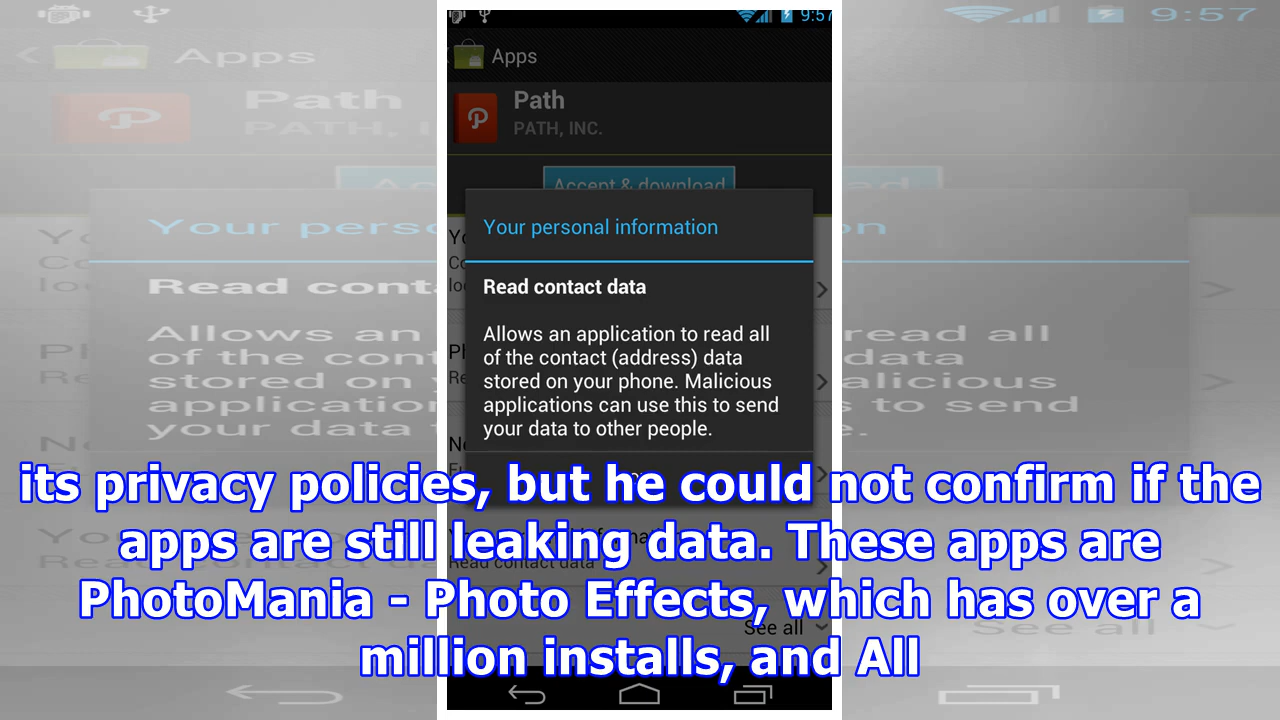 9:57
Apps
Path
PATH, INC.
Accept & download
Your personal information
Read contact data
Allows an application to read all
of the contact (address) data
stored on your phone. Malicious
applications can use this to send
your data to other people.
its privacy policies, but he could not confirm if the
apps are still leaking data. These apps are
Read contact data
PhotoMania - Photo Effects, which has over a
See all
million installs, and All